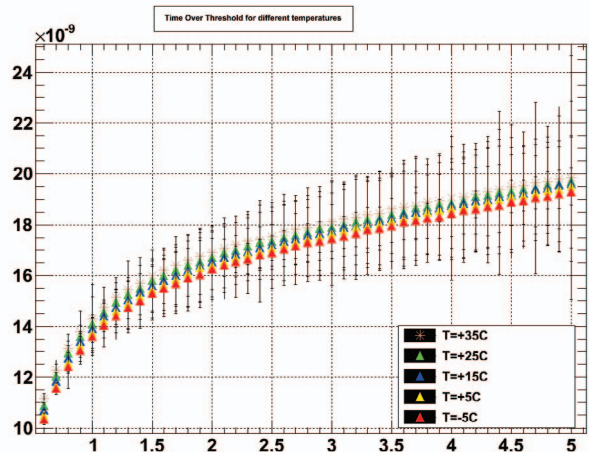 Time Over Threshold for different temperatures
×10⁻⁹
24
22
20
18
16
14
12
10
1 1.5 2 2.5 3 3.5 4 4.5 5
T=+35C
T=+25C
T=+15C
T=+5C
T=-5C